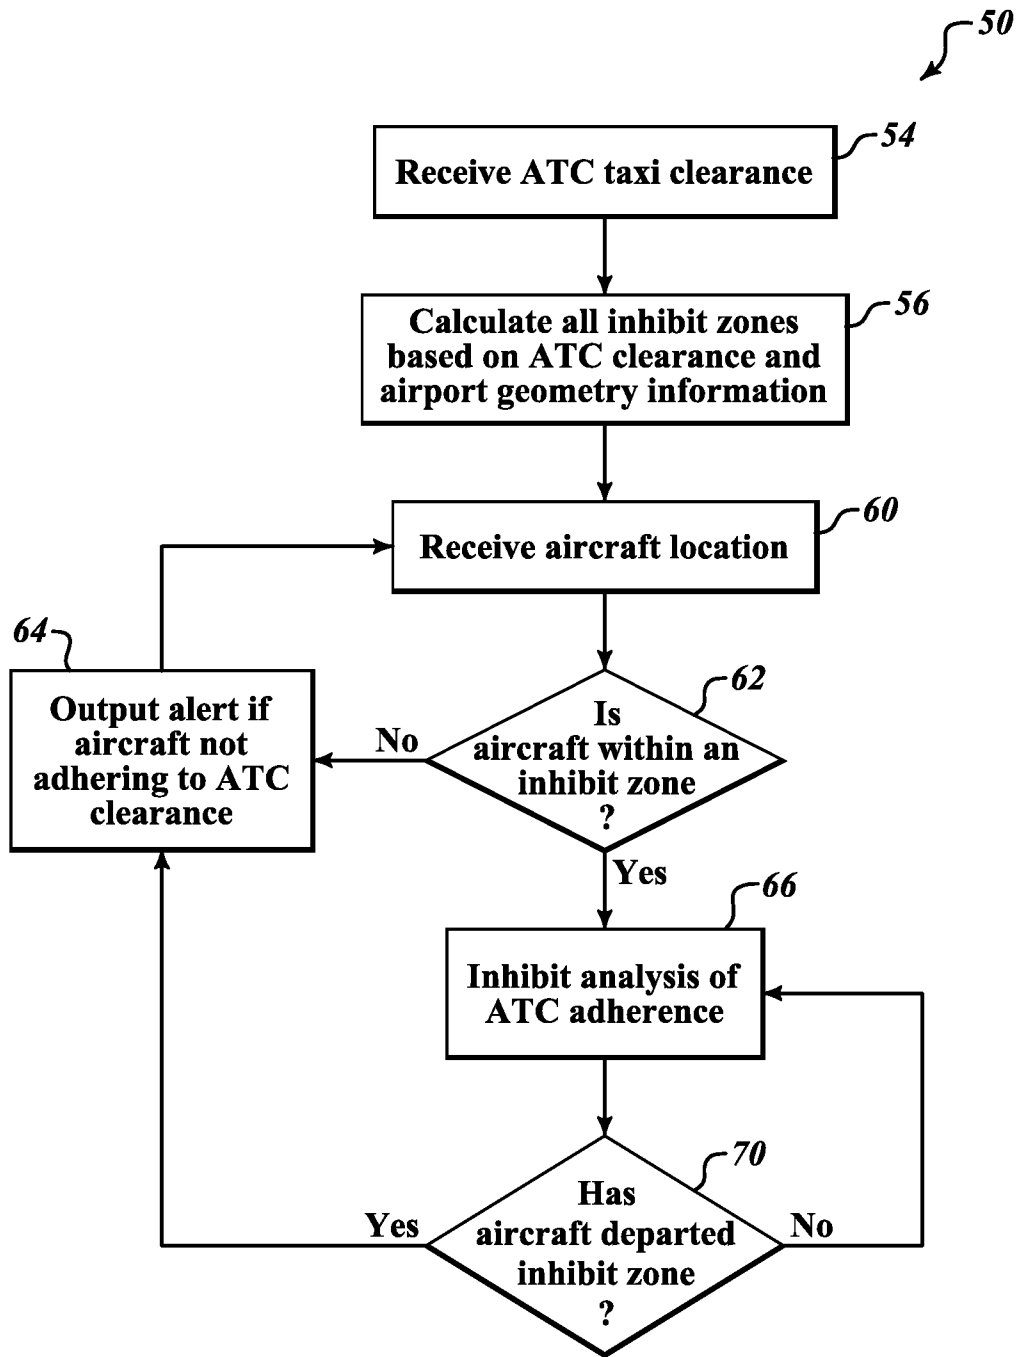 50
54
Receive ATC taxi clearance
56
Calculate all inhibit zones
based on ATC clearance and
airport geometry information
60
Receive aircraft location
64
Output alert if
aircraft not
adhering to ATC
clearance
No
62
Is
aircraft within an
inhibit zone
?
Yes
66
Inhibit analysis of
ATC adherence
70
Has
aircraft departed
inhibit zone
?
Yes
No